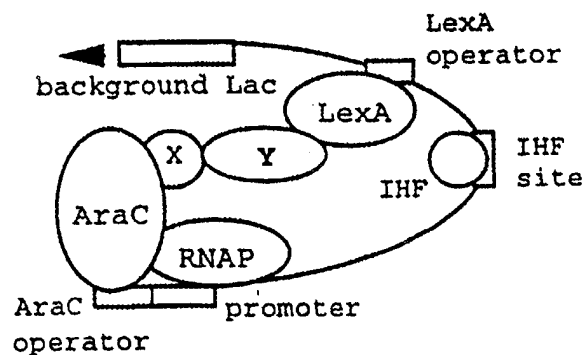 LexA
operator
background Lac
LexA
X
Y
IHF
site
IHF
AraC
RNAP
AraC
operator
promoter